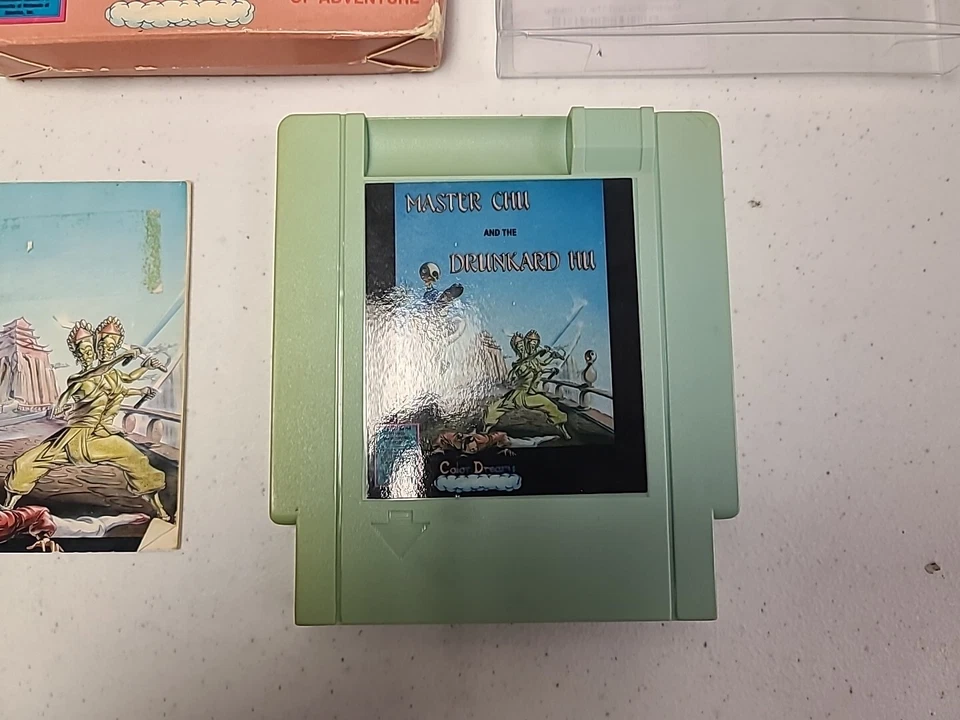 OF ADVENTURE
MASTER CHU
AND THE
DRUNKARD HU
Color Dreams